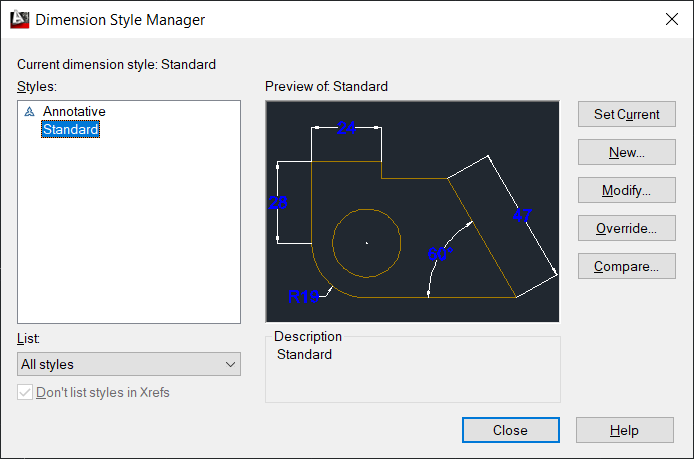 Dimension Style Manager
Current dimension style: Standard
Styles:
Annotative
Standard
Preview of: Standard
24
28
47
60°
R18
Set Current
New...
Modify...
Override...
Compare...
List:
All styles
Don't list styles in Xrefs
Description
Standard
Close
Help